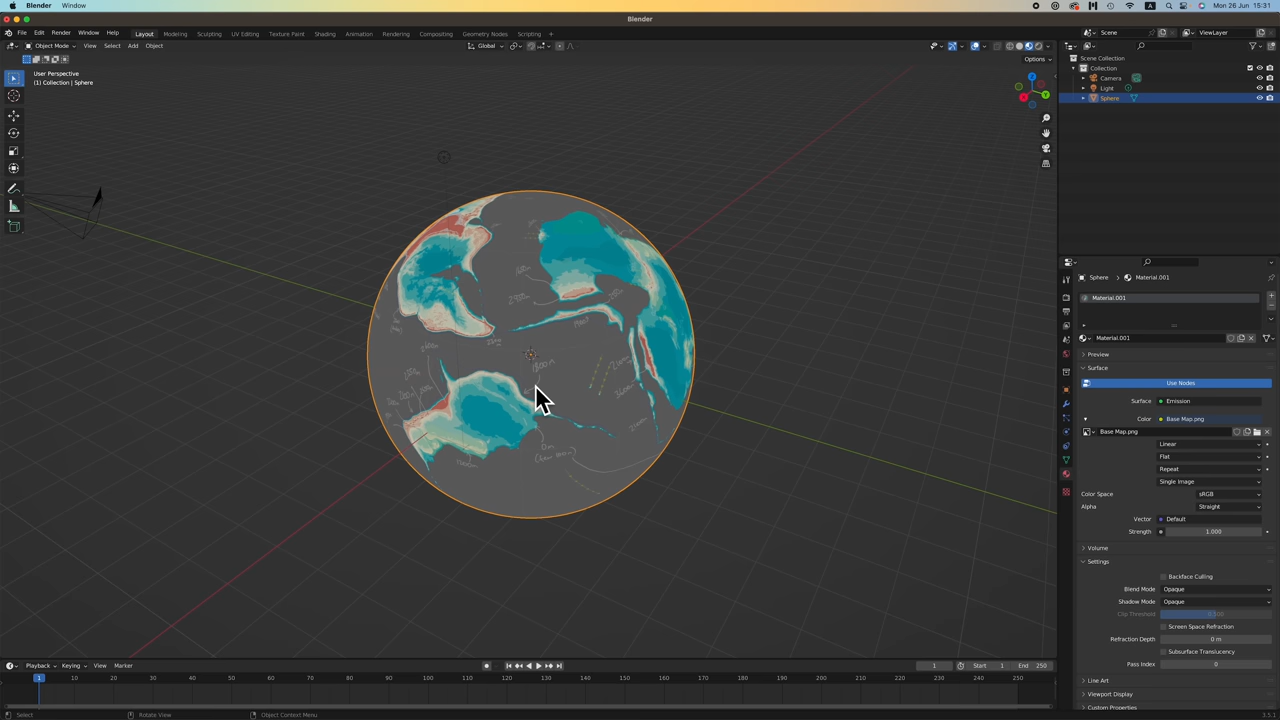 Blender Window
Mon 26 Jun 15:31
Blender
File Edit Render Window Help
Layout Modeling Sculpting UV Editing Texture Paint Shading Animation Rendering Compositing Geometry Nodes Scripting +
Scene ViewLayer
Object Mode View Select Add Object
Global
Options
User Perspective
(1) Collection | Sphere
Scene Collection
Collection
Camera
Light
Sphere
Sphere > Material.001
Material.001
Material.001
Preview
Surface
Use Nodes
Surface Emission
Color Base Map.png
Base Map.png
Linear
Flat
Repeat
Single Image
Color Space sRGB
Alpha Straight
Vector Default
Strength 1.000
Volume
Settings
Backface Culling
Blend Mode Opaque
Shadow Mode Opaque
Clip Threshold
Screen Space Refraction
Refraction Depth 0 m
Subsurface Translucency
Pass Index 0
Line Art
Viewport Display
Custom Properties
Playback Keying View Marker
1 Start 1 End 250
1 10 20 30 40 50 60 70 80 90 100 110 120 130 140 150 160 170 180 190 200 210 220 230 240 250
Select Rotate View Object Context Menu 3.5.1